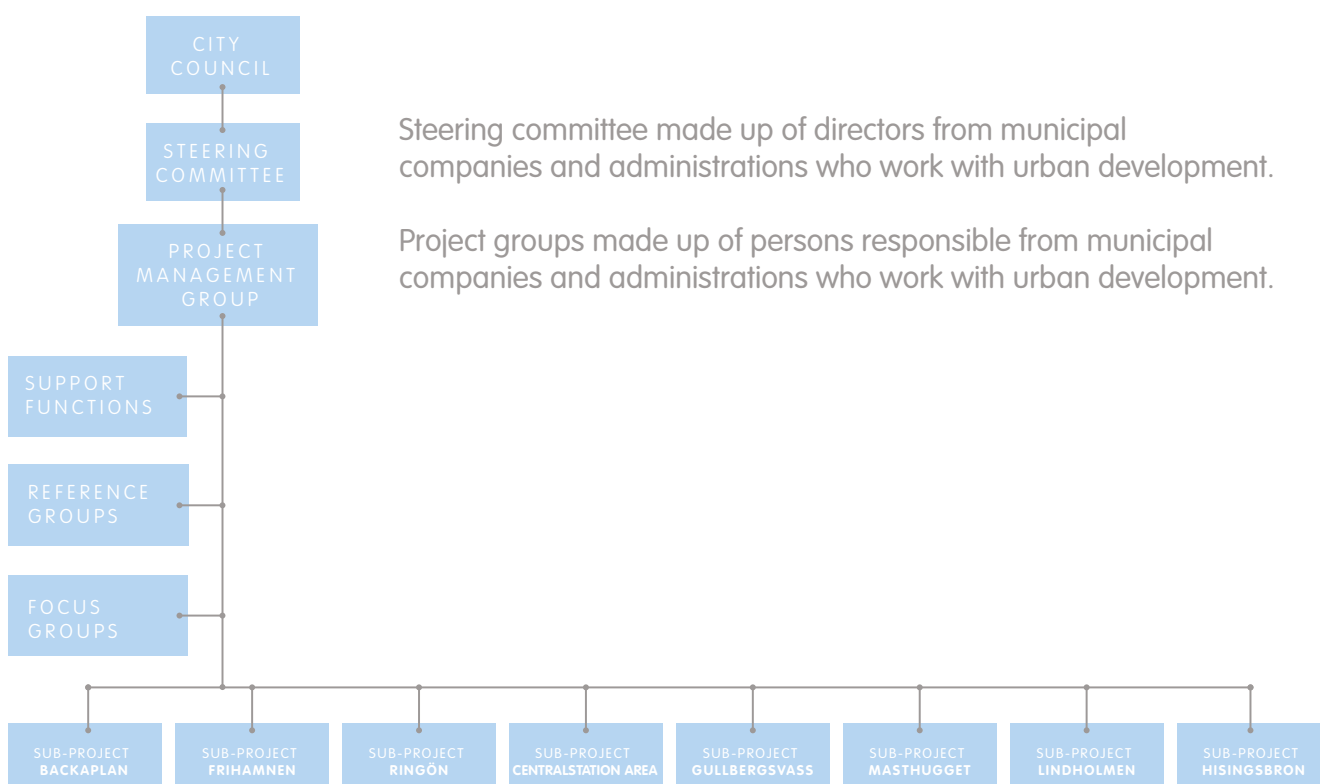 CITY
COUNCIL
STEERING
COMMITTEE
Steering committee made up of directors from municipal
companies and administrations who work with urban development.
PROJECT
MANAGEMENT
GROUP
Project groups made up of persons responsible from municipal
companies and administrations who work with urban development.
SUPPORT
FUNCTIONS
REFERENCE
GROUPS
FOCUS
GROUPS
SUB-PROJECT
BACKAPLAN
SUB-PROJECT
FRIHAMNEN
SUB-PROJECT
RINGÖN
SUB-PROJECT
CENTRALSTATION AREA
SUB-PROJECT
GULLBERGSVASS
SUB-PROJECT
MASTHUGGET
SUB-PROJECT
LINDHOLMEN
SUB-PROJECT
HISINGSBRON